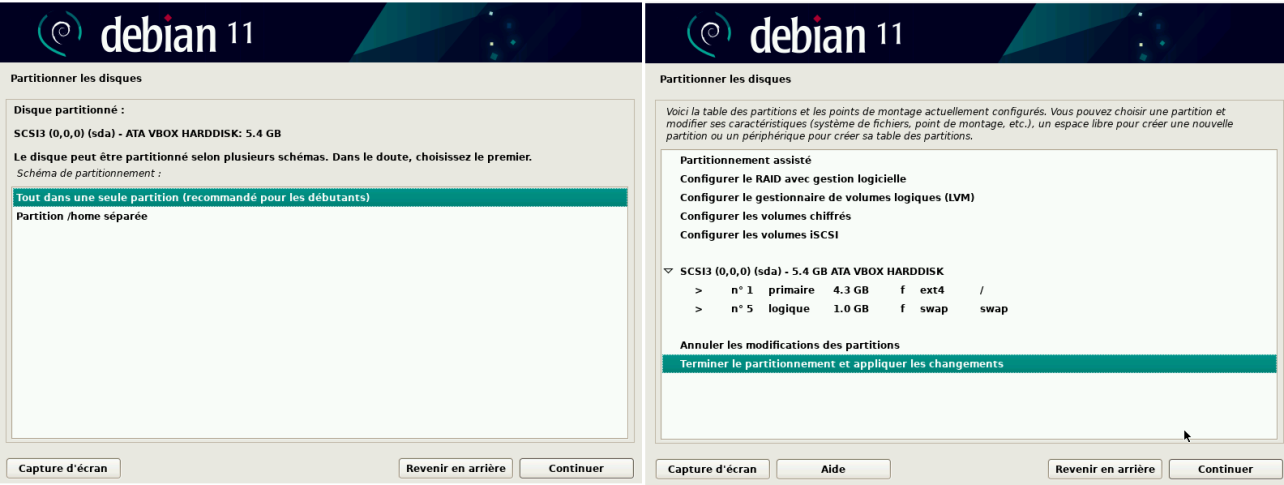 debian 11
Partitionner les disques
Disque partitionné :
SCSI3 (0,0,0) (sda) - ATA VBOX HARDDISK: 5.4 GB
Le disque peut être partitionné selon plusieurs schémas. Dans le doute, choisissez le premier.
Schéma de partitionnement :
Tout dans une seule partition (recommandé pour les débutants)
Partition /home séparée
Capture d'écran
Revenir en arrière
Continuer
debian 11
Partitionner les disques
Voici la table des partitions et les points de montage actuellement configurés. Vous pouvez choisir une partition et
modifier ses caractéristiques (système de fichiers, point de montage, etc.), un espace libre pour créer une nouvelle
partition ou un périphérique pour créer sa table des partitions.
Partitionnement assisté
Configurer le RAID avec gestion logicielle
Configurer le gestionnaire de volumes logiques (LVM)
Configurer les volumes chiffrés
Configurer les volumes iSCSI
SCSI3 (0,0,0) (sda) - 5.4 GB ATA VBOX HARDDISK
> n° 1 primaire 4.3 GB f ext4 /
> n° 5 logique 1.0 GB f swap swap
Annuler les modifications des partitions
Terminer le partitionnement et appliquer les changements
Capture d'écran
Aide
Revenir en arrière
Continuer